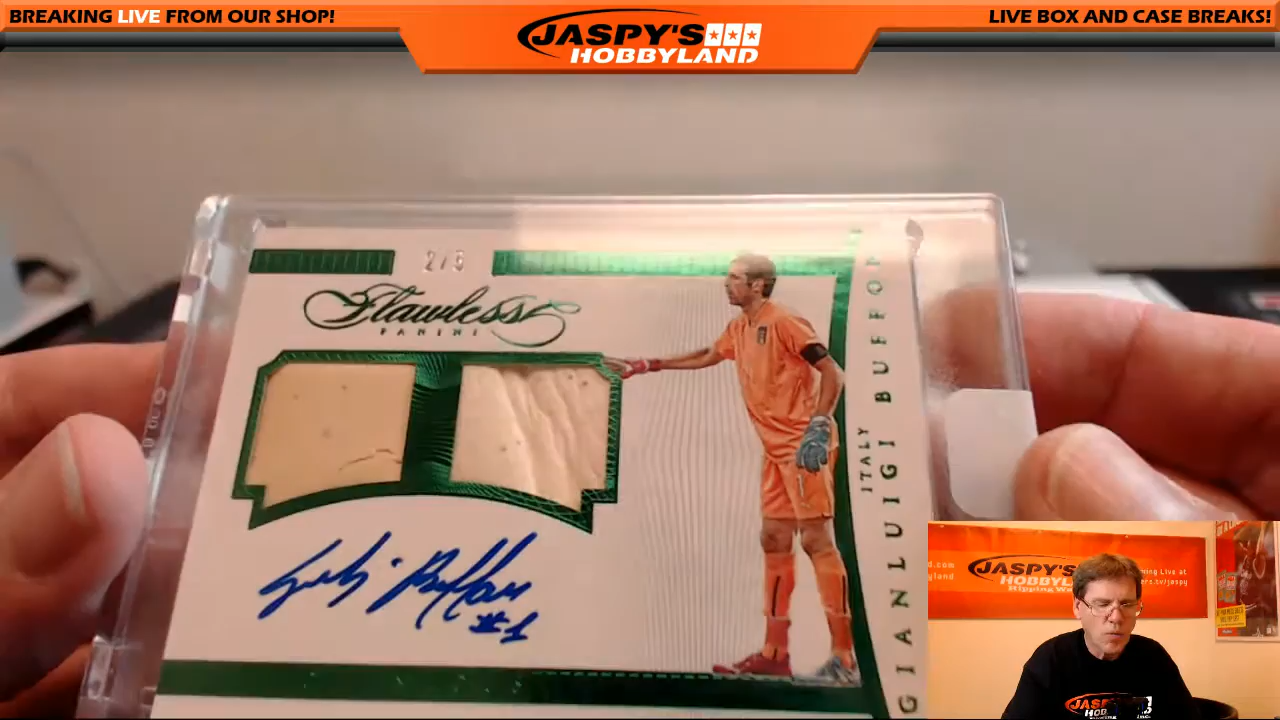 BREAKING LIVE FROM OUR SHOP!
JASPY'S
HOBBYLAND
LIVE BOX AND CASE BREAKS!
2/5
Flawless
PANINI
ITALY
GIANLUIGI BUFFON
#1
JASPY'S
HOBBYLAND
JASPY'S